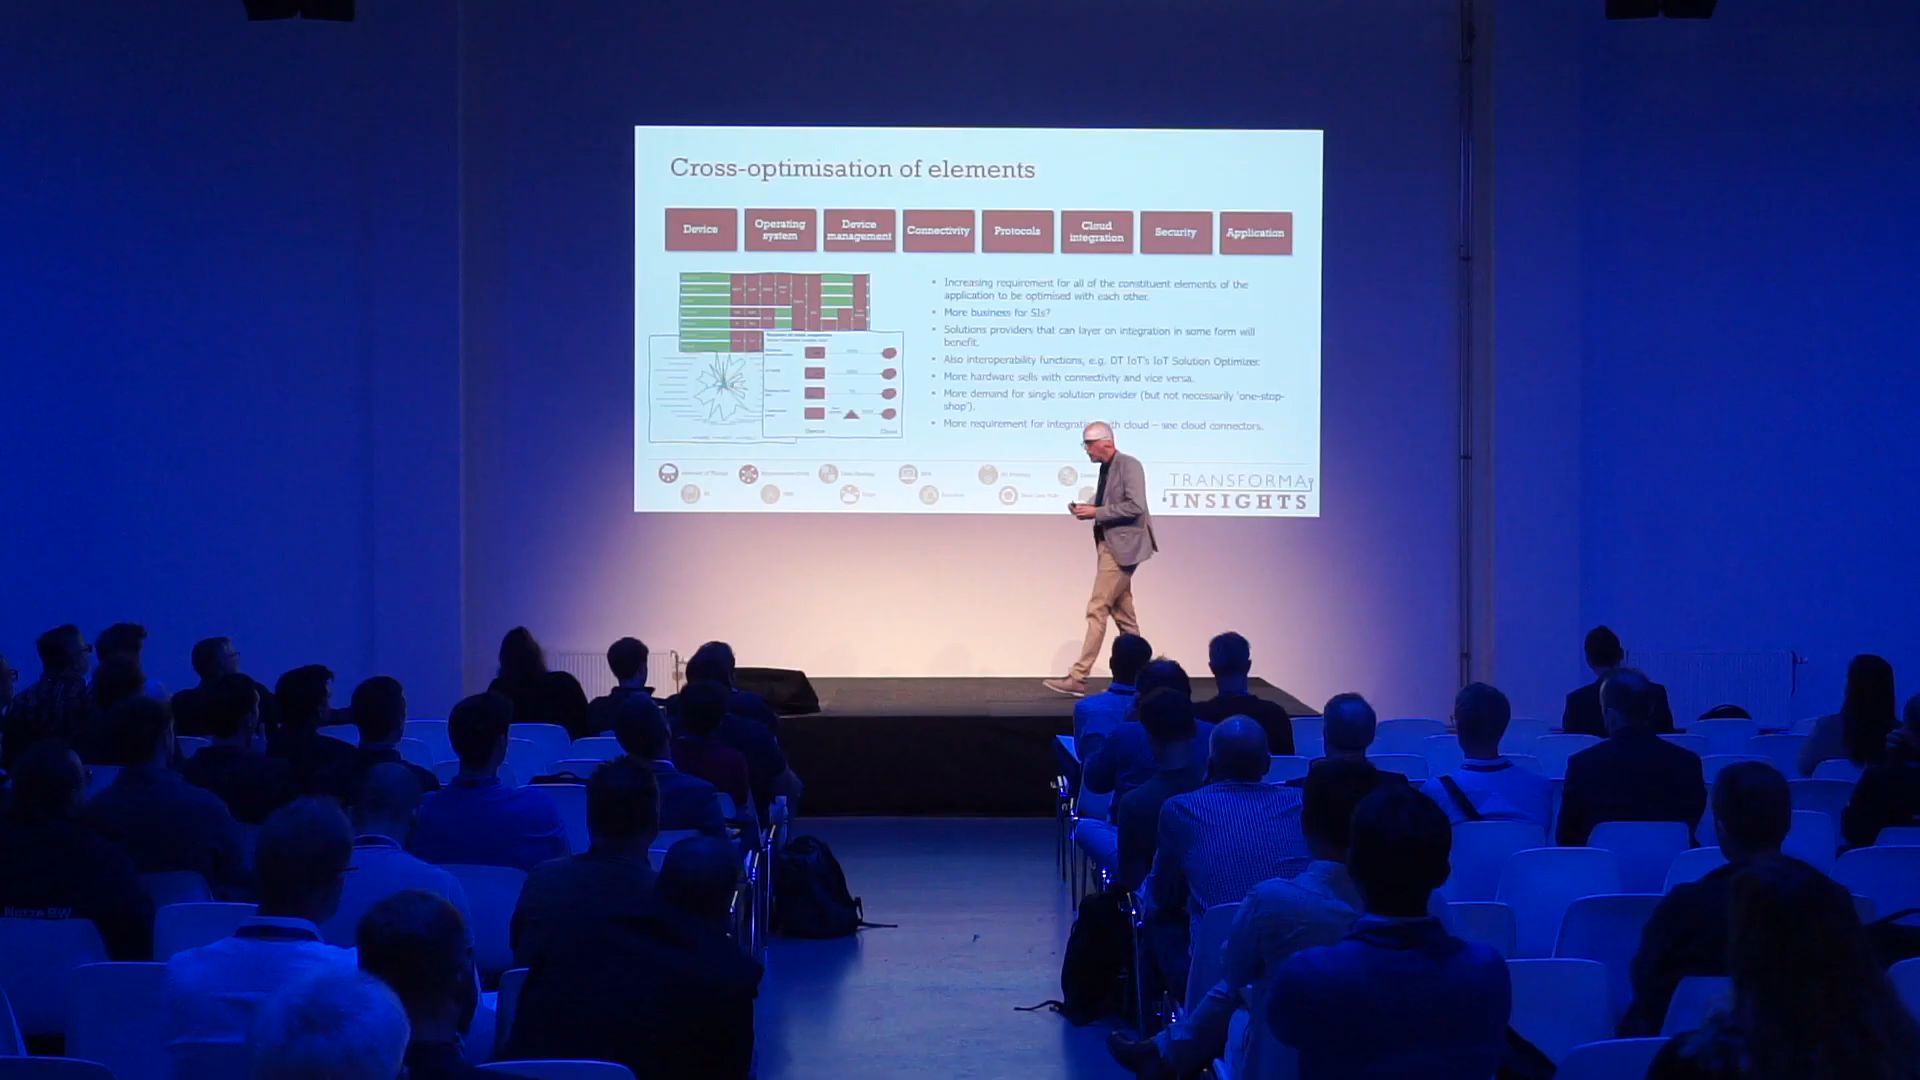 Cross-optimisation of elements
Device
Operating
system
Device
management
Connectivity
Protocols
Cloud
integration
Security
Application
• Increasing requirement for all of the constituent elements of the
application to be optimised with each other.
• More business for SIs?
• Solutions providers that can layer on integration in some form will
benefit.
• Also interoperability functions, e.g. DT IoT's IoT Solution Optimizer.
• More hardware sells with connectivity and vice versa.
• More demand for single solution provider (but not necessarily 'one-stop-
shop').
• More requirement for cloud – see cloud connectors.
Device
Cloud
TRANSFORMA
INSIGHTS
Netze BW